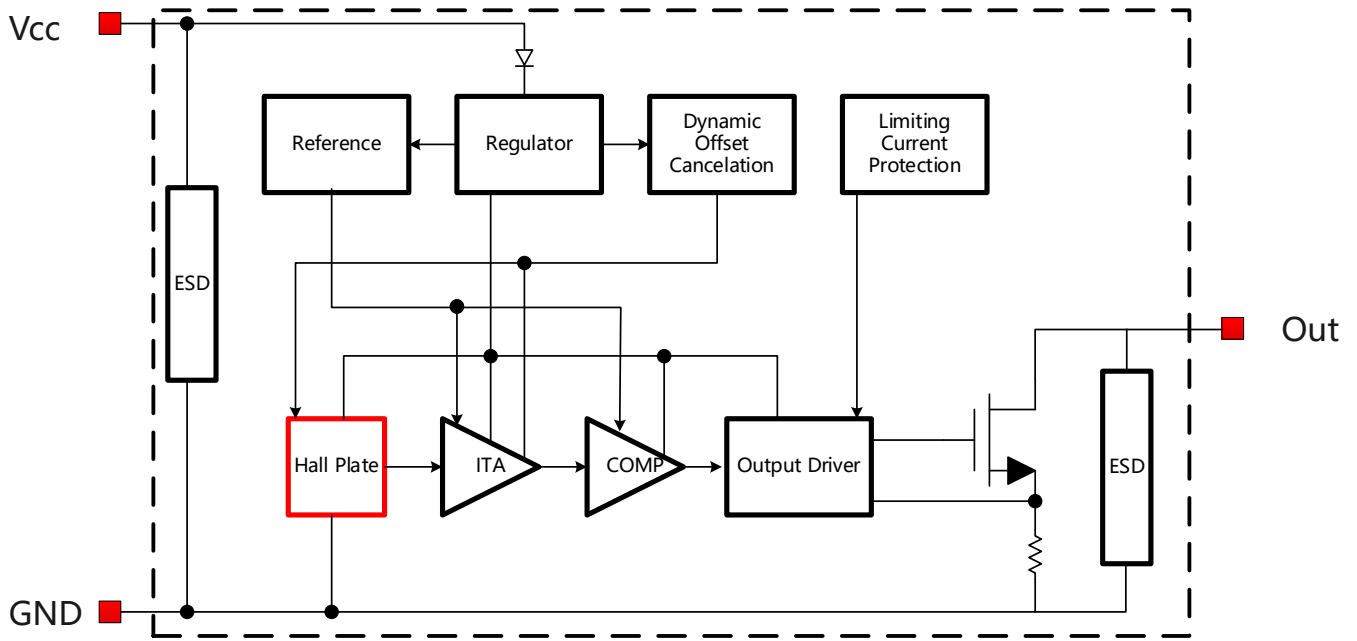 Vcc
Reference
Regulator
Dynamic
Offset
Cancelation
Limiting
Current
Protection
ESD
Out
Hall Plate
ITA
COMP
Output Driver
ESD
GND